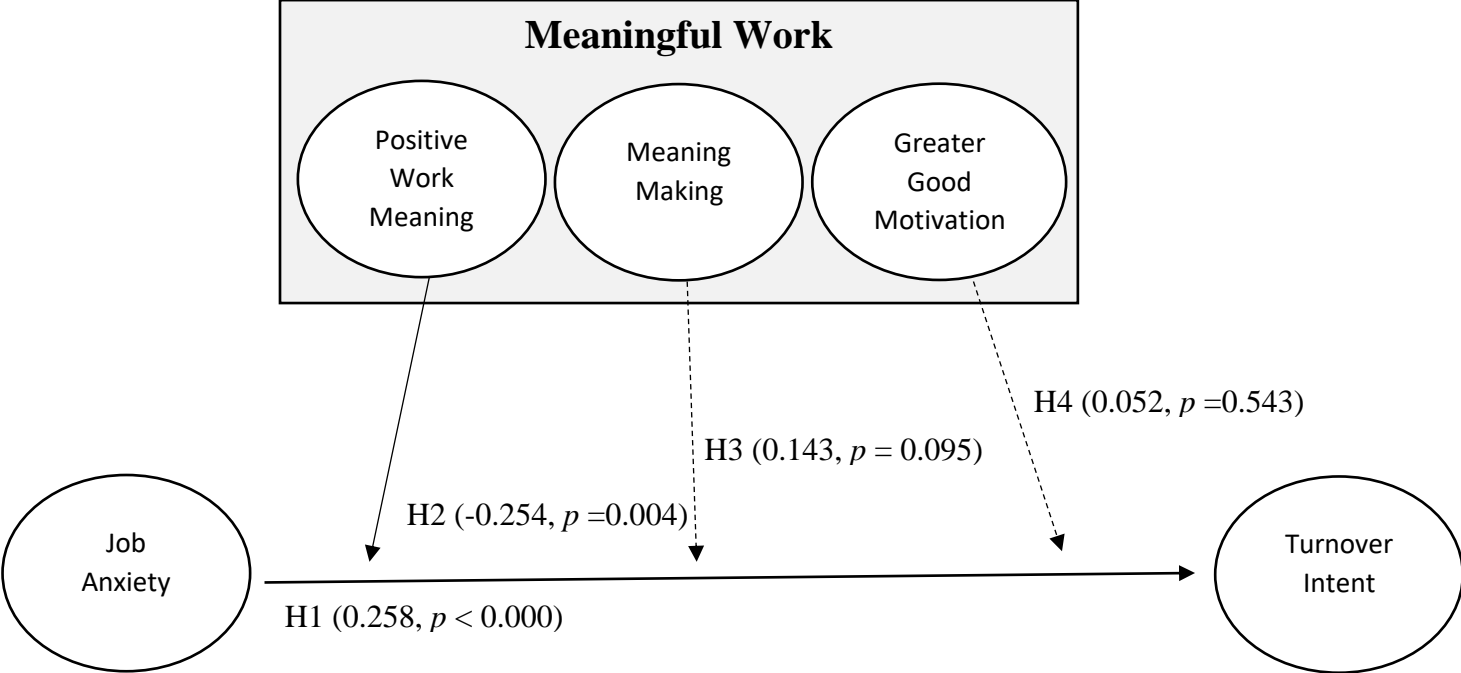 Meaningful Work
Positive
Work
Meaning
Meaning
Making
Greater
Good
Motivation
H4 (0.052, p =0.543)
H3 (0.143, p = 0.095)
H2 (-0.254, p =0.004)
Job
Anxiety
Turnover
Intent
H1 (0.258, p < 0.000)